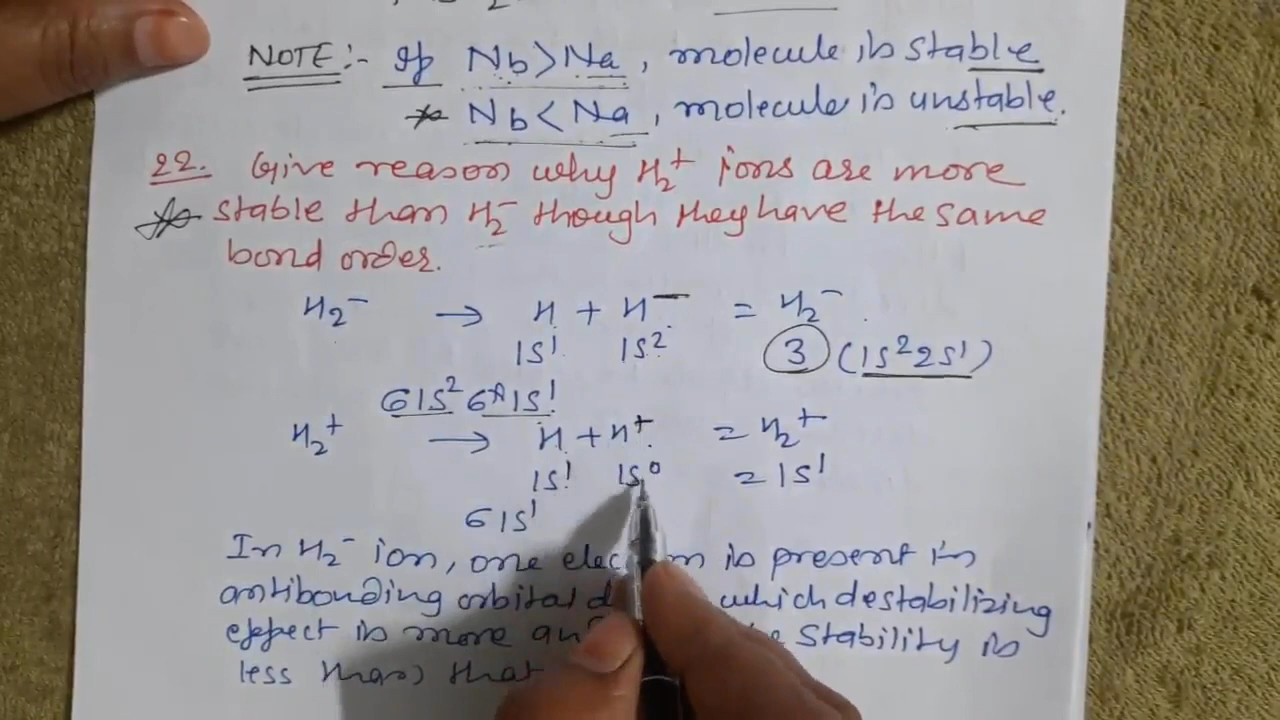 NOTE :- If Nb > Na, molecule is stable
* Nb < Na, molecule is unstable.
22. Give reason why H₂⁺ ions are more
* stable than H₂⁻ though they have the same
bond order.
H₂⁻ → H + H⁻ = H₂⁻
1s¹ 1s² 3 (1s²2s¹)
σ1s² σ*1s¹
H₂⁺ → H + H⁺ = H₂⁺
1s¹ 1s⁰ = 1s¹
σ1s¹
In H₂⁻ ion, one is present in
antibonding orbital which destabilizing
effect is more stability is
less than that